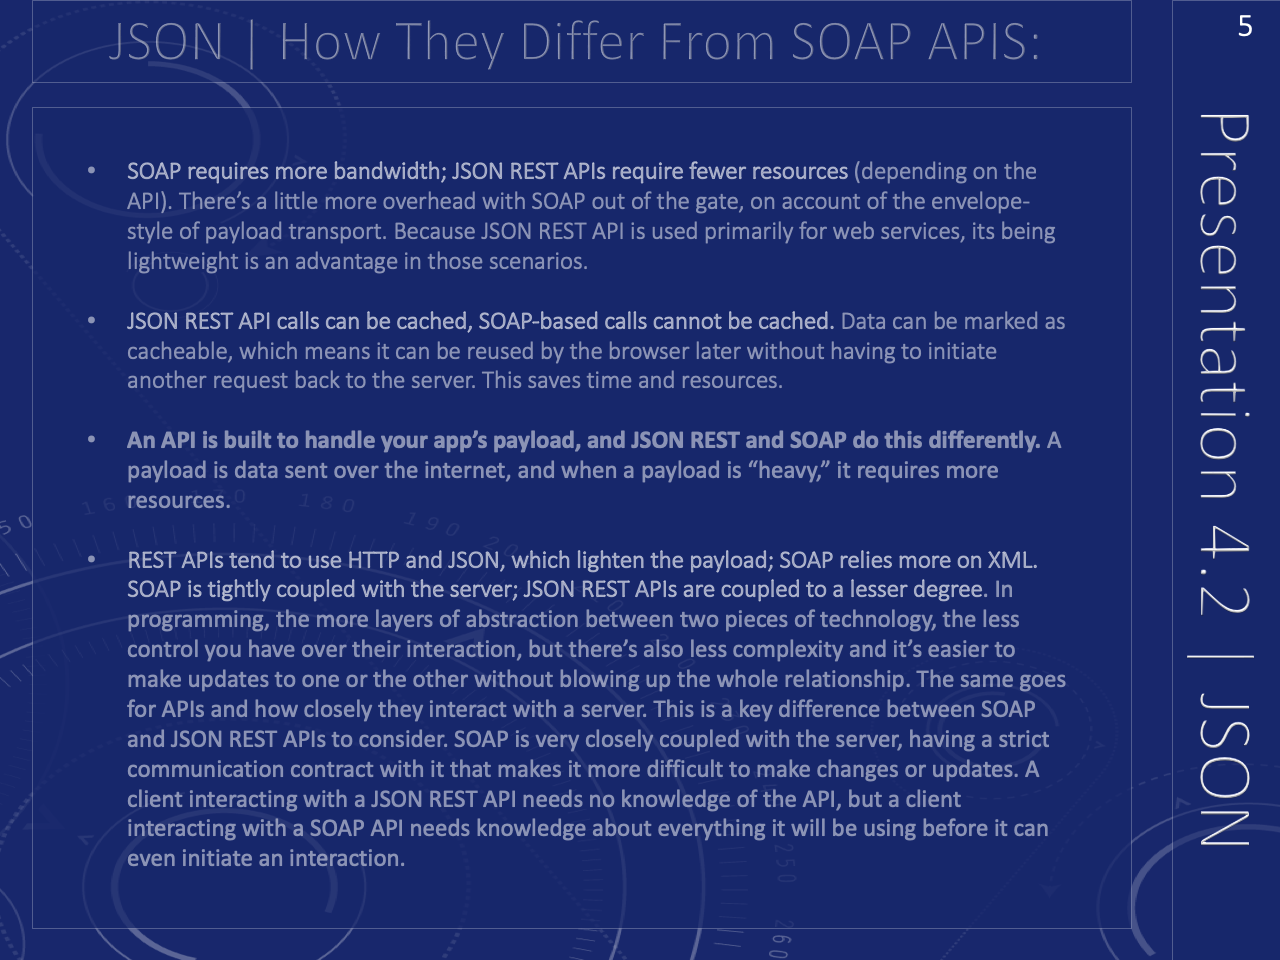 JSON | How They Differ From SOAP APIS:
5
• SOAP requires more bandwidth; JSON REST APIs require fewer resources (depending on the
API). There’s a little more overhead with SOAP out of the gate, on account of the envelope-
style of payload transport. Because JSON REST API is used primarily for web services, its being
lightweight is an advantage in those scenarios.
• JSON REST API calls can be cached, SOAP-based calls cannot be cached. Data can be marked as
cacheable, which means it can be reused by the browser later without having to initiate
another request back to the server. This saves time and resources.
• An API is built to handle your app’s payload, and JSON REST and SOAP do this differently. A
payload is data sent over the internet, and when a payload is “heavy,” it requires more
resources.
• REST APIs tend to use HTTP and JSON, which lighten the payload; SOAP relies more on XML.
SOAP is tightly coupled with the server; JSON REST APIs are coupled to a lesser degree. In
programming, the more layers of abstraction between two pieces of technology, the less
control you have over their interaction, but there’s also less complexity and it’s easier to
make updates to one or the other without blowing up the whole relationship. The same goes
for APIs and how closely they interact with a server. This is a key difference between SOAP
and JSON REST APIs to consider. SOAP is very closely coupled with the server, having a strict
communication contract with it that makes it more difficult to make changes or updates. A
client interacting with a JSON REST API needs no knowledge of the API, but a client
interacting with a SOAP API needs knowledge about everything it will be using before it can
even initiate an interaction.
Presentation 4.2 | JSON
180
190
250
260